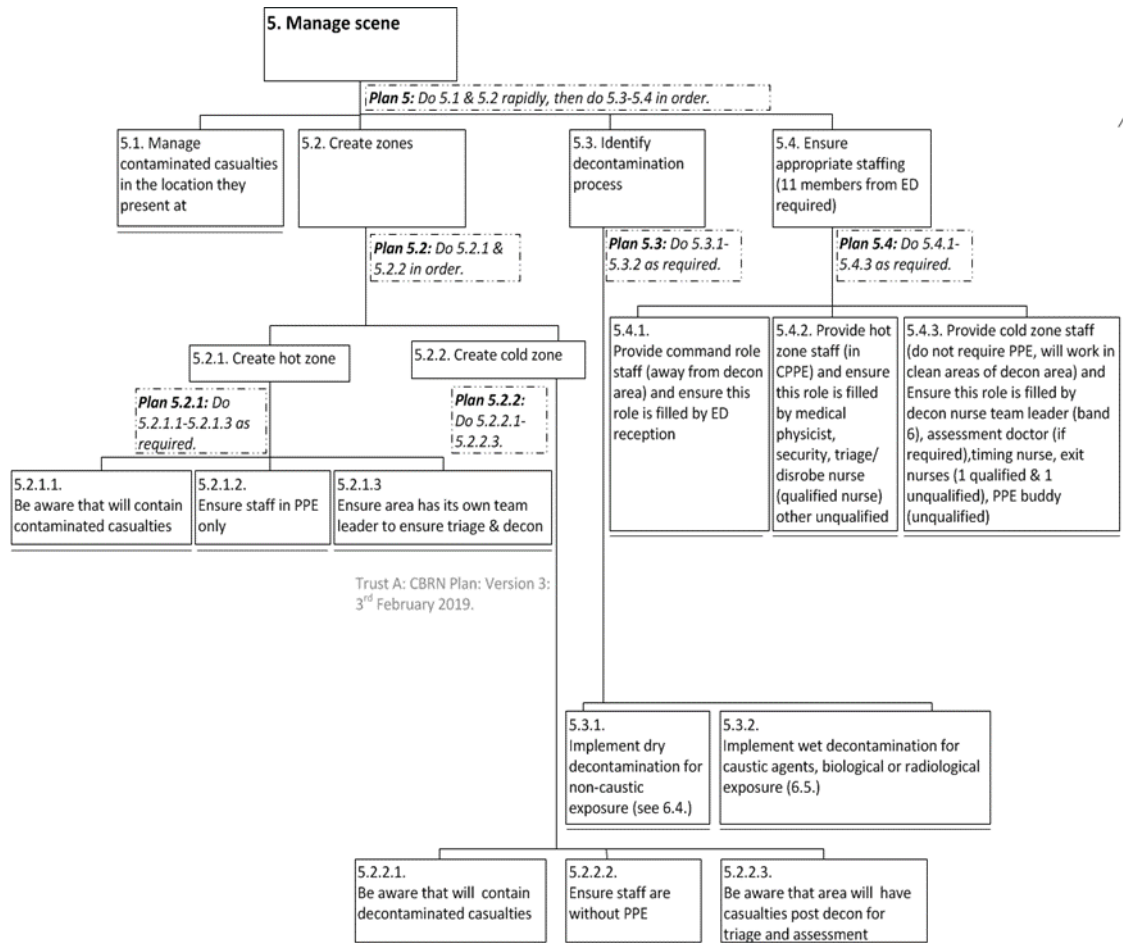 5. Manage scene
Plan 5: Do 5.1 & 5.2 rapidly, then do 5.3-5.4 in order.
5.1. Manage
contaminated casualties
in the location they
present at
5.2. Create zones
5.3. Identify
decontamination
process
5.4. Ensure
appropriate staffing
(11 members from ED
required)
Plan 5.2: Do 5.2.1 &
5.2.2 in order.
Plan 5.3: Do 5.3.1-
5.3.2 as required.
Plan 5.4: Do 5.4.1-
5.4.3 as required.
5.2.1. Create hot zone
5.2.2. Create cold zone
5.4.1.
Provide command role
staff (away from decon
area) and ensure this
role is filled by ED
reception
5.4.2. Provide hot
zone staff (in
CPPE) and ensure
this role is filled
by medical
physicist,
security, triage/
disrobe nurse
(qualified nurse)
other unqualified
5.4.3. Provide cold zone staff
(do not require PPE, will work in
clean areas of decon area) and
Ensure this role is filled by
decon nurse team leader (band
6), assessment doctor (if
required),timing nurse, exit
nurses (1 qualified & 1
unqualified), PPE buddy
(unqualified)
Plan 5.2.1: Do
5.2.1.1-5.2.1.3 as
required.
Plan 5.2.2:
Do 5.2.2.1-
5.2.2.3.
5.2.1.1.
Be aware that will contain
contaminated casualties
5.2.1.2.
Ensure staff in PPE
only
5.2.1.3
Ensure area has its own team
leader to ensure triage & decon
Trust A: CBRN Plan: Version 3:
3rd February 2019.
5.3.1.
Implement dry
decontamination for
non-caustic
exposure (see 6.4.)
5.3.2.
Implement wet decontamination for
caustic agents, biological or radiological
exposure (6.5.)
5.2.2.1.
Be aware that will contain
decontaminated casualties
5.2.2.2.
Ensure staff are
without PPE
5.2.2.3.
Be aware that area will have
casualties post decon for
triage and assessment